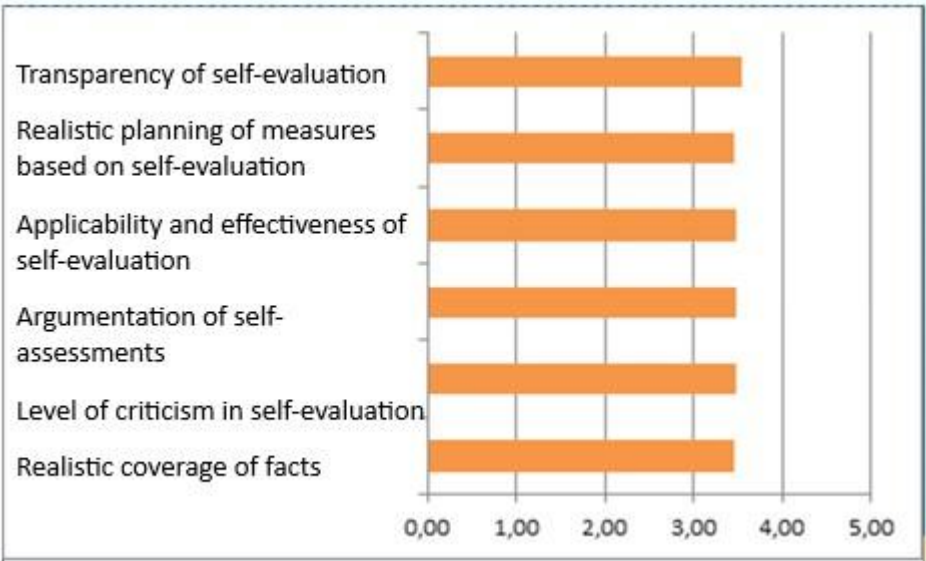 Transparency of self-evaluation
Realistic planning of measures
based on self-evaluation
Applicability and effectiveness of
self-evaluation
Argumentation of self-
assessments
Level of criticism in self-evaluation
Realistic coverage of facts
0,00 1,00 2,00 3,00 4,00 5,00